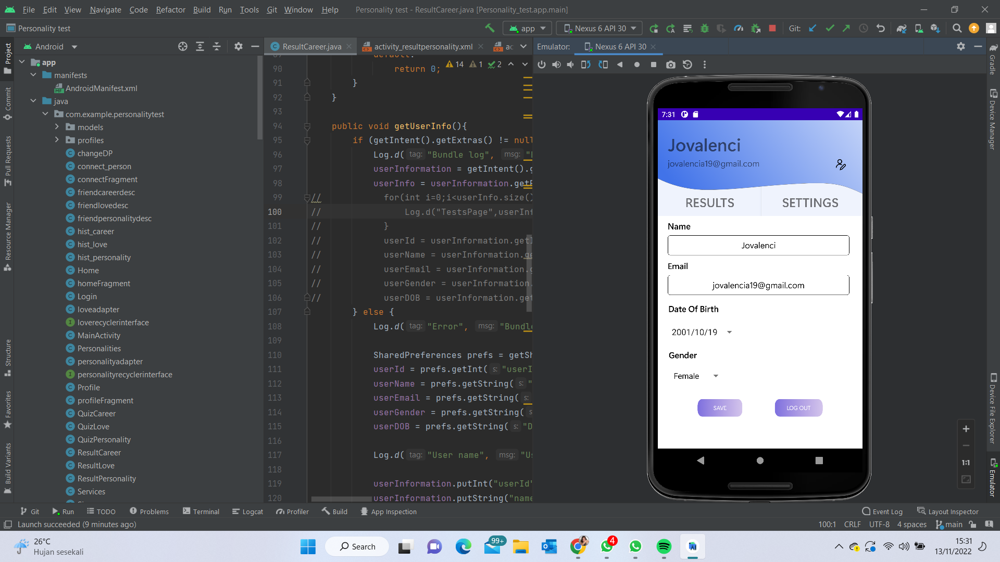 File Edit View Navigate Code Refactor Build Run Tools Git Window Help Personality test - ResultCareer.java [Personality_test.app.main]
Personality test
app
Nexus 6 API 30
Git:
Android
ResultCareer.java
activity_resultpersonality.xml
ac
Emulator:
Nexus 6 API 30
Project
Commit
Pull Requests
Resource Manager
Structure
Favorites
Build Variants
app
manifests
AndroidManifest.xml
java
com.example.personalitytest
models
profiles
changeDP
connect_person
connectFragment
friendcareerdesc
friendlovedesc
friendpersonalitydesc
hist_career
hist_love
hist_personality
Home
homeFragment
Login
loveadapter
loverecyclerinterface
MainActivity
Personalities
personalityadapter
personalityrecyclerinterface
Profile
profileFragment
QuizCareer
QuizLove
QuizPersonality
ResultCareer
ResultLove
ResultPersonality
Services
14 1 2
89 default:
90 return 0;
91 }
92 }
93
94 public void getUserInfo(){
95 if (getIntent().getExtras() != null
96 Log.d( tag: "Bundle log", msg: "
97 userInformation = getIntent().g
98 userInfo = userInformation.getP
99 // for(int i=0;i<userInfo.size()
100 // Log.d("TestsPage",userInf
101 // }
102 // userId = userInformation.getI
103 // userName = userInformation.ge
104 // userEmail = userInformation.g
105 // userGender = userInformation.
106 // userDOB = userInformation.get
107 } else {
108 Log.d( tag: "Error", msg: "Bundl
109
110 SharedPreferences prefs = getSh
111 userId = prefs.getInt( s: "userI
112 userName = prefs.getString( s: "
113 userEmail = prefs.getString( s:
114 userGender = prefs.getString( s
115 userDOB = prefs.getString( s: "D
116
117 Log.d( tag: "User name", msg: "Us
118
119 userInformation.putInt("userId"
120 userInformation.putString("name
7:31
Jovalenci
jovalencia19@gmail.com
RESULTS SETTINGS
Name
Jovalenci
Email
jovalencia19@gmail.com
Date Of Birth
2001/10/19
Gender
Female
SAVE LOG OUT
1:1
Gradle
Device Manager
Device File Explorer
Emulator
Git Run TODO Problems Terminal Logcat Profiler Build App Inspection Event Log Layout Inspector
Launch succeeded (9 minutes ago) 100:1 CRLF UTF-8 4 spaces main
26°C
Hujan sesekali
Search
99+
4
15:31
13/11/2022